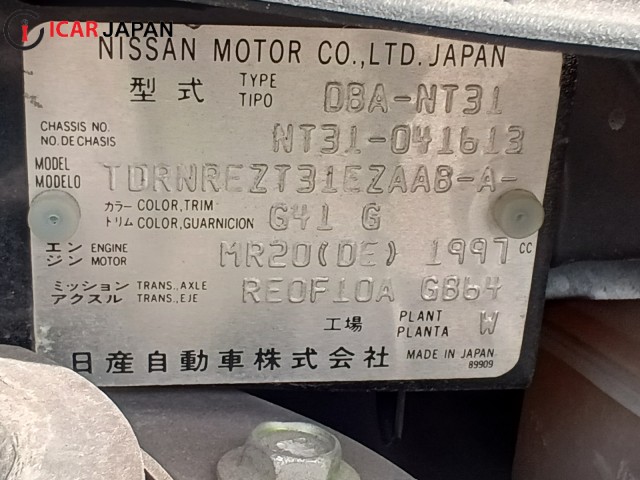 ICAR JAPAN
NISSAN MOTOR CO.,LTD. JAPAN
型式 TYPE TIPO DBA-NT31
CHASSIS NO. NO. DE CHASIS NT31-041613
MODEL MODELO TDRNREZT31EZAAB-A-
カラー COLOR, TRIM
トリム COLOR, GUARNICION G41 G
エンジン ENGINE MOTOR MR20(DE) 1997 CC
ミッション TRANS., AXLE
アクスル TRANS., EJE RE0F10A GB64
工場 PLANT PLANTA W
日産自動車株式会社 MADE IN JAPAN
89909